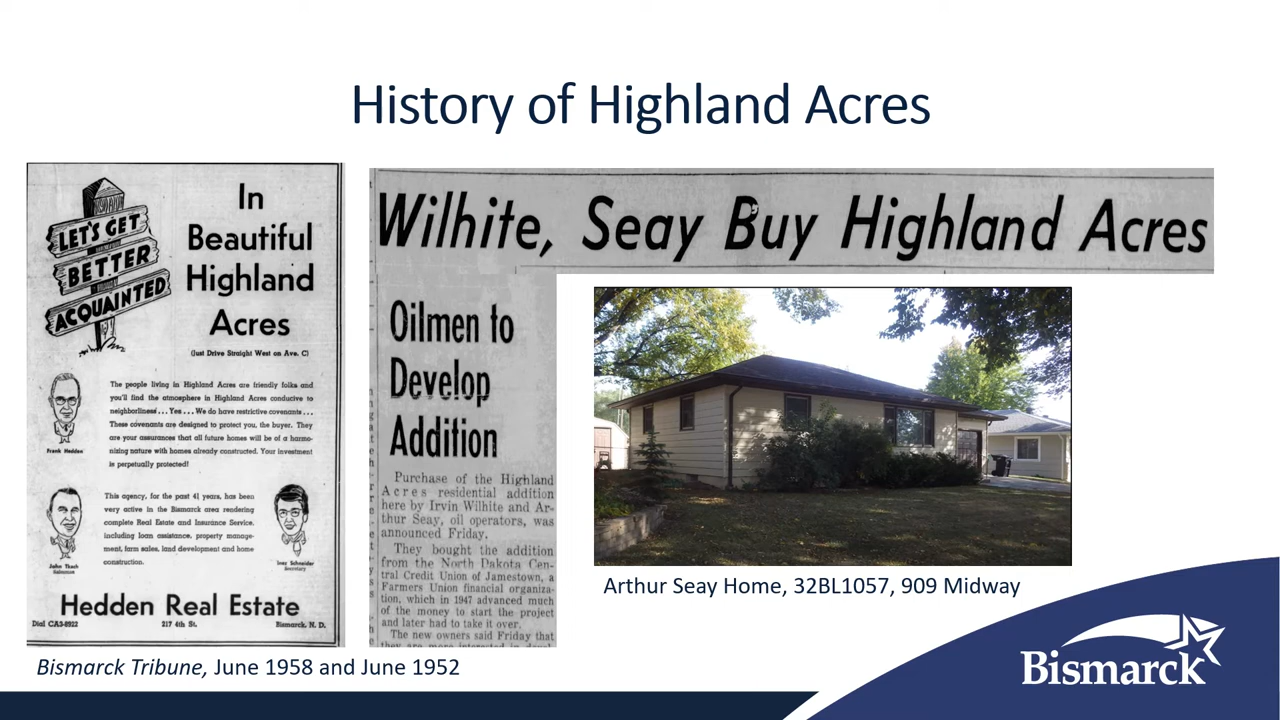 History of Highland Acres
LET'S GET
BETTER
ACQUAINTED
In
Beautiful
Highland
Acres
(Just Drive Straight West on Ave. C)
The people living in Highland Acres are friendly folks and
you'll find the atmosphere in Highland Acres conducive to
neighborliness . . . Yes . . . We do have restrictive covenants . . .
These covenants are designed to protect you, the buyer. They
are your assurances that all future homes will be of a harmo-
nizing nature with homes already constructed. Your investment
is perpetually protected!
Frank Hedden
This agency, for the past 41 years, has been
very active in the Bismarck area rendering
complete Real Estate and Insurance Service,
including loan assistance, property manage-
ment, farm sales, land development and home
construction.
John Tkach
Salesman
Inez Schneider
Secretary
Hedden Real Estate
Dial CA3-8922 217 4th St. Bismarck, N. D.
Wilhite, Seay Buy Highland Acres
Oilmen to
Develop
Addition
Purchase of the Highland
Acres residential addition
here by Irvin Wilhite and Ar-
thur Seay, oil operators, was
announced Friday.
They bought the addition
from the North Dakota Cen-
tral Credit Union of Jamestown, a
Farmers Union financial organiza-
tion, which in 1947 advanced much
of the money to start the project
and later had to take it over.
The new owners said Friday that
Arthur Seay Home, 32BL1057, 909 Midway
Bismarck Tribune, June 1958 and June 1952
Bismarck